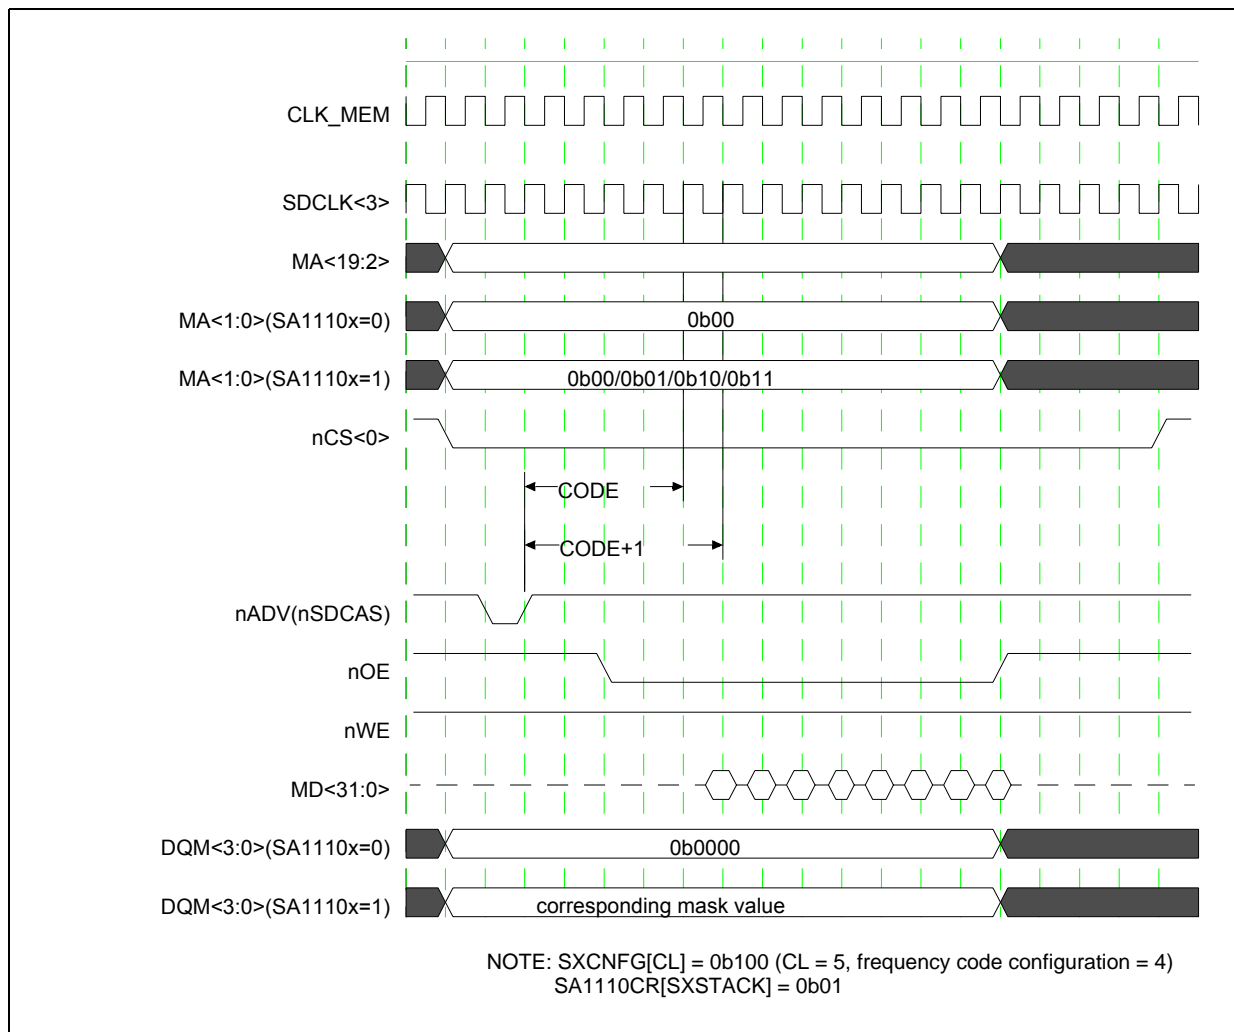 CLK_MEM
SDCLK<3>
MA<19:2>
MA<1:0>(SA1110x=0)
0b00
MA<1:0>(SA1110x=1)
0b00/0b01/0b10/0b11
nCS<0>
CODE
CODE+1
nADV(nSDCAS)
nOE
nWE
MD<31:0>
DQM<3:0>(SA1110x=0)
0b0000
DQM<3:0>(SA1110x=1)
corresponding mask value
NOTE: SXCNFG[CL] = 0b100 (CL = 5, frequency code configuration = 4)
SA1110CR[SXSTACK] = 0b01